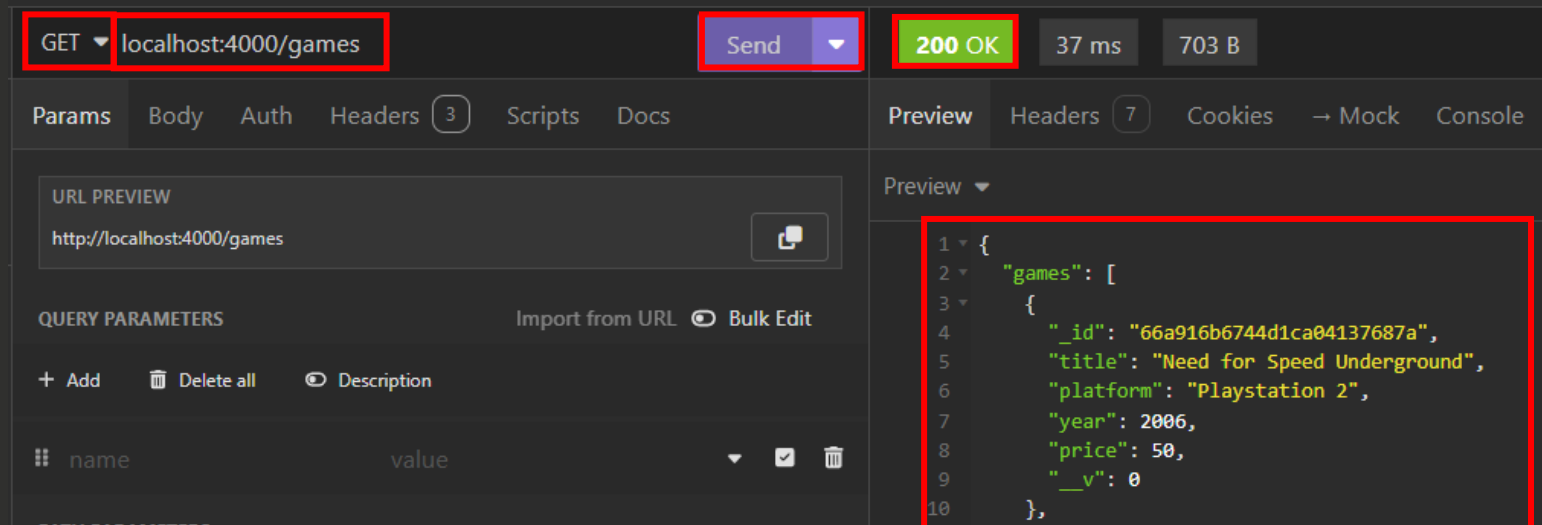 GET localhost:4000/games Send
Params Body Auth Headers 3 Scripts Docs
URL PREVIEW
http://localhost:4000/games
QUERY PARAMETERS Import from URL Bulk Edit
+ Add Delete all Description
name value
200 OK 37 ms 703 B
Preview Headers 7 Cookies → Mock Console
Preview
1 {
2 "games": [
3 {
4 "_id": "66a916b6744d1ca04137687a",
5 "title": "Need for Speed Underground",
6 "platform": "Playstation 2",
7 "year": 2006,
8 "price": 50,
9 "__v": 0
10 },